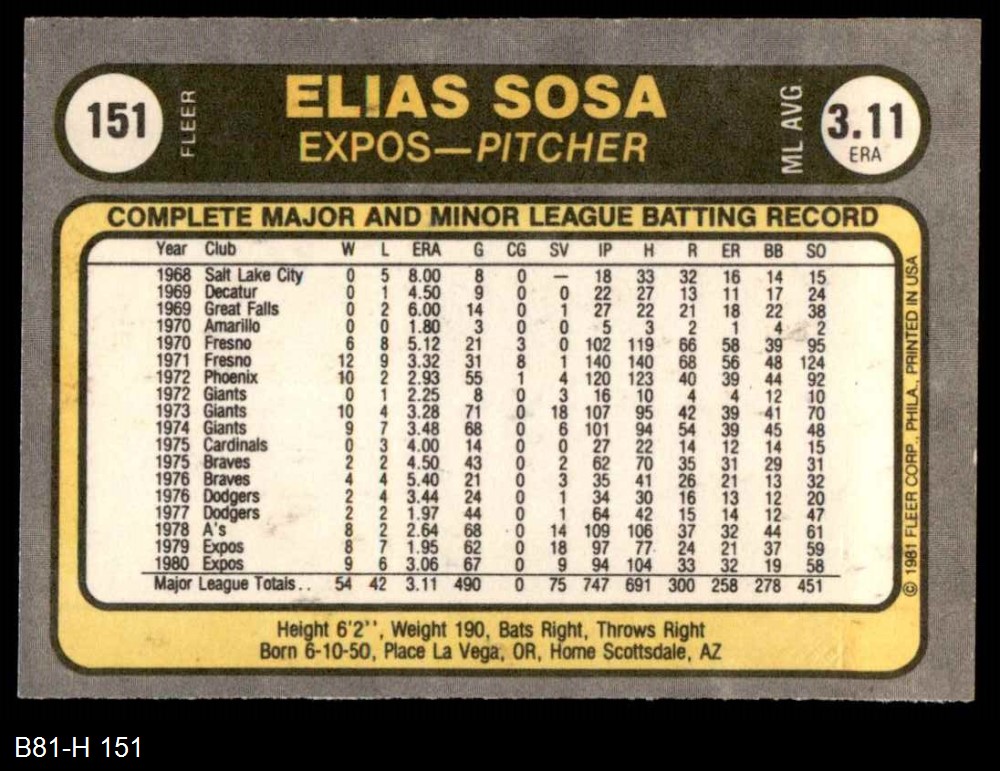 151
FLEER
ELIAS SOSA
EXPOS—PITCHER
ML AVG.
3.11
ERA
COMPLETE MAJOR AND MINOR LEAGUE BATTING RECORD
Year Club W L ERA G CG SV IP H R ER BB SO
1968 Salt Lake City 0 5 8.00 8 0 — 18 33 32 16 14 15
1969 Decatur 0 1 4.50 9 0 0 22 27 13 11 17 24
1969 Great Falls 0 2 6.00 14 0 1 27 22 21 18 22 38
1970 Amarillo 0 0 1.80 3 0 0 5 3 2 1 4 2
1970 Fresno 6 8 5.12 21 3 0 102 119 66 58 39 95
1971 Fresno 12 9 3.32 31 8 1 140 140 68 56 48 124
1972 Phoenix 10 2 2.93 55 1 4 120 123 40 39 44 92
1972 Giants 0 1 2.25 8 0 3 16 10 4 4 12 10
1973 Giants 10 4 3.28 71 0 18 107 95 42 39 41 70
1974 Giants 9 7 3.48 68 0 6 101 94 54 39 45 48
1975 Cardinals 0 3 4.00 14 0 0 27 22 14 12 14 15
1975 Braves 2 2 4.50 43 0 2 62 70 35 31 29 31
1976 Braves 4 4 5.40 21 0 3 35 41 26 21 13 32
1976 Dodgers 2 4 3.44 24 0 1 34 30 16 13 12 20
1977 Dodgers 2 2 1.97 44 0 1 64 42 15 14 12 47
1978 A's 8 2 2.64 68 0 14 109 106 37 32 44 61
1979 Expos 8 7 1.95 62 0 18 97 77 24 21 37 59
1980 Expos 9 6 3.06 67 0 9 94 104 33 32 19 58
Major League Totals.. 54 42 3.11 490 0 75 747 691 300 258 278 451
© 1981 FLEER CORP., PHILA., PRINTED IN USA
Height 6'2'', Weight 190, Bats Right, Throws Right
Born 6-10-50, Place La Vega, OR, Home Scottsdale, AZ
B81-H 151